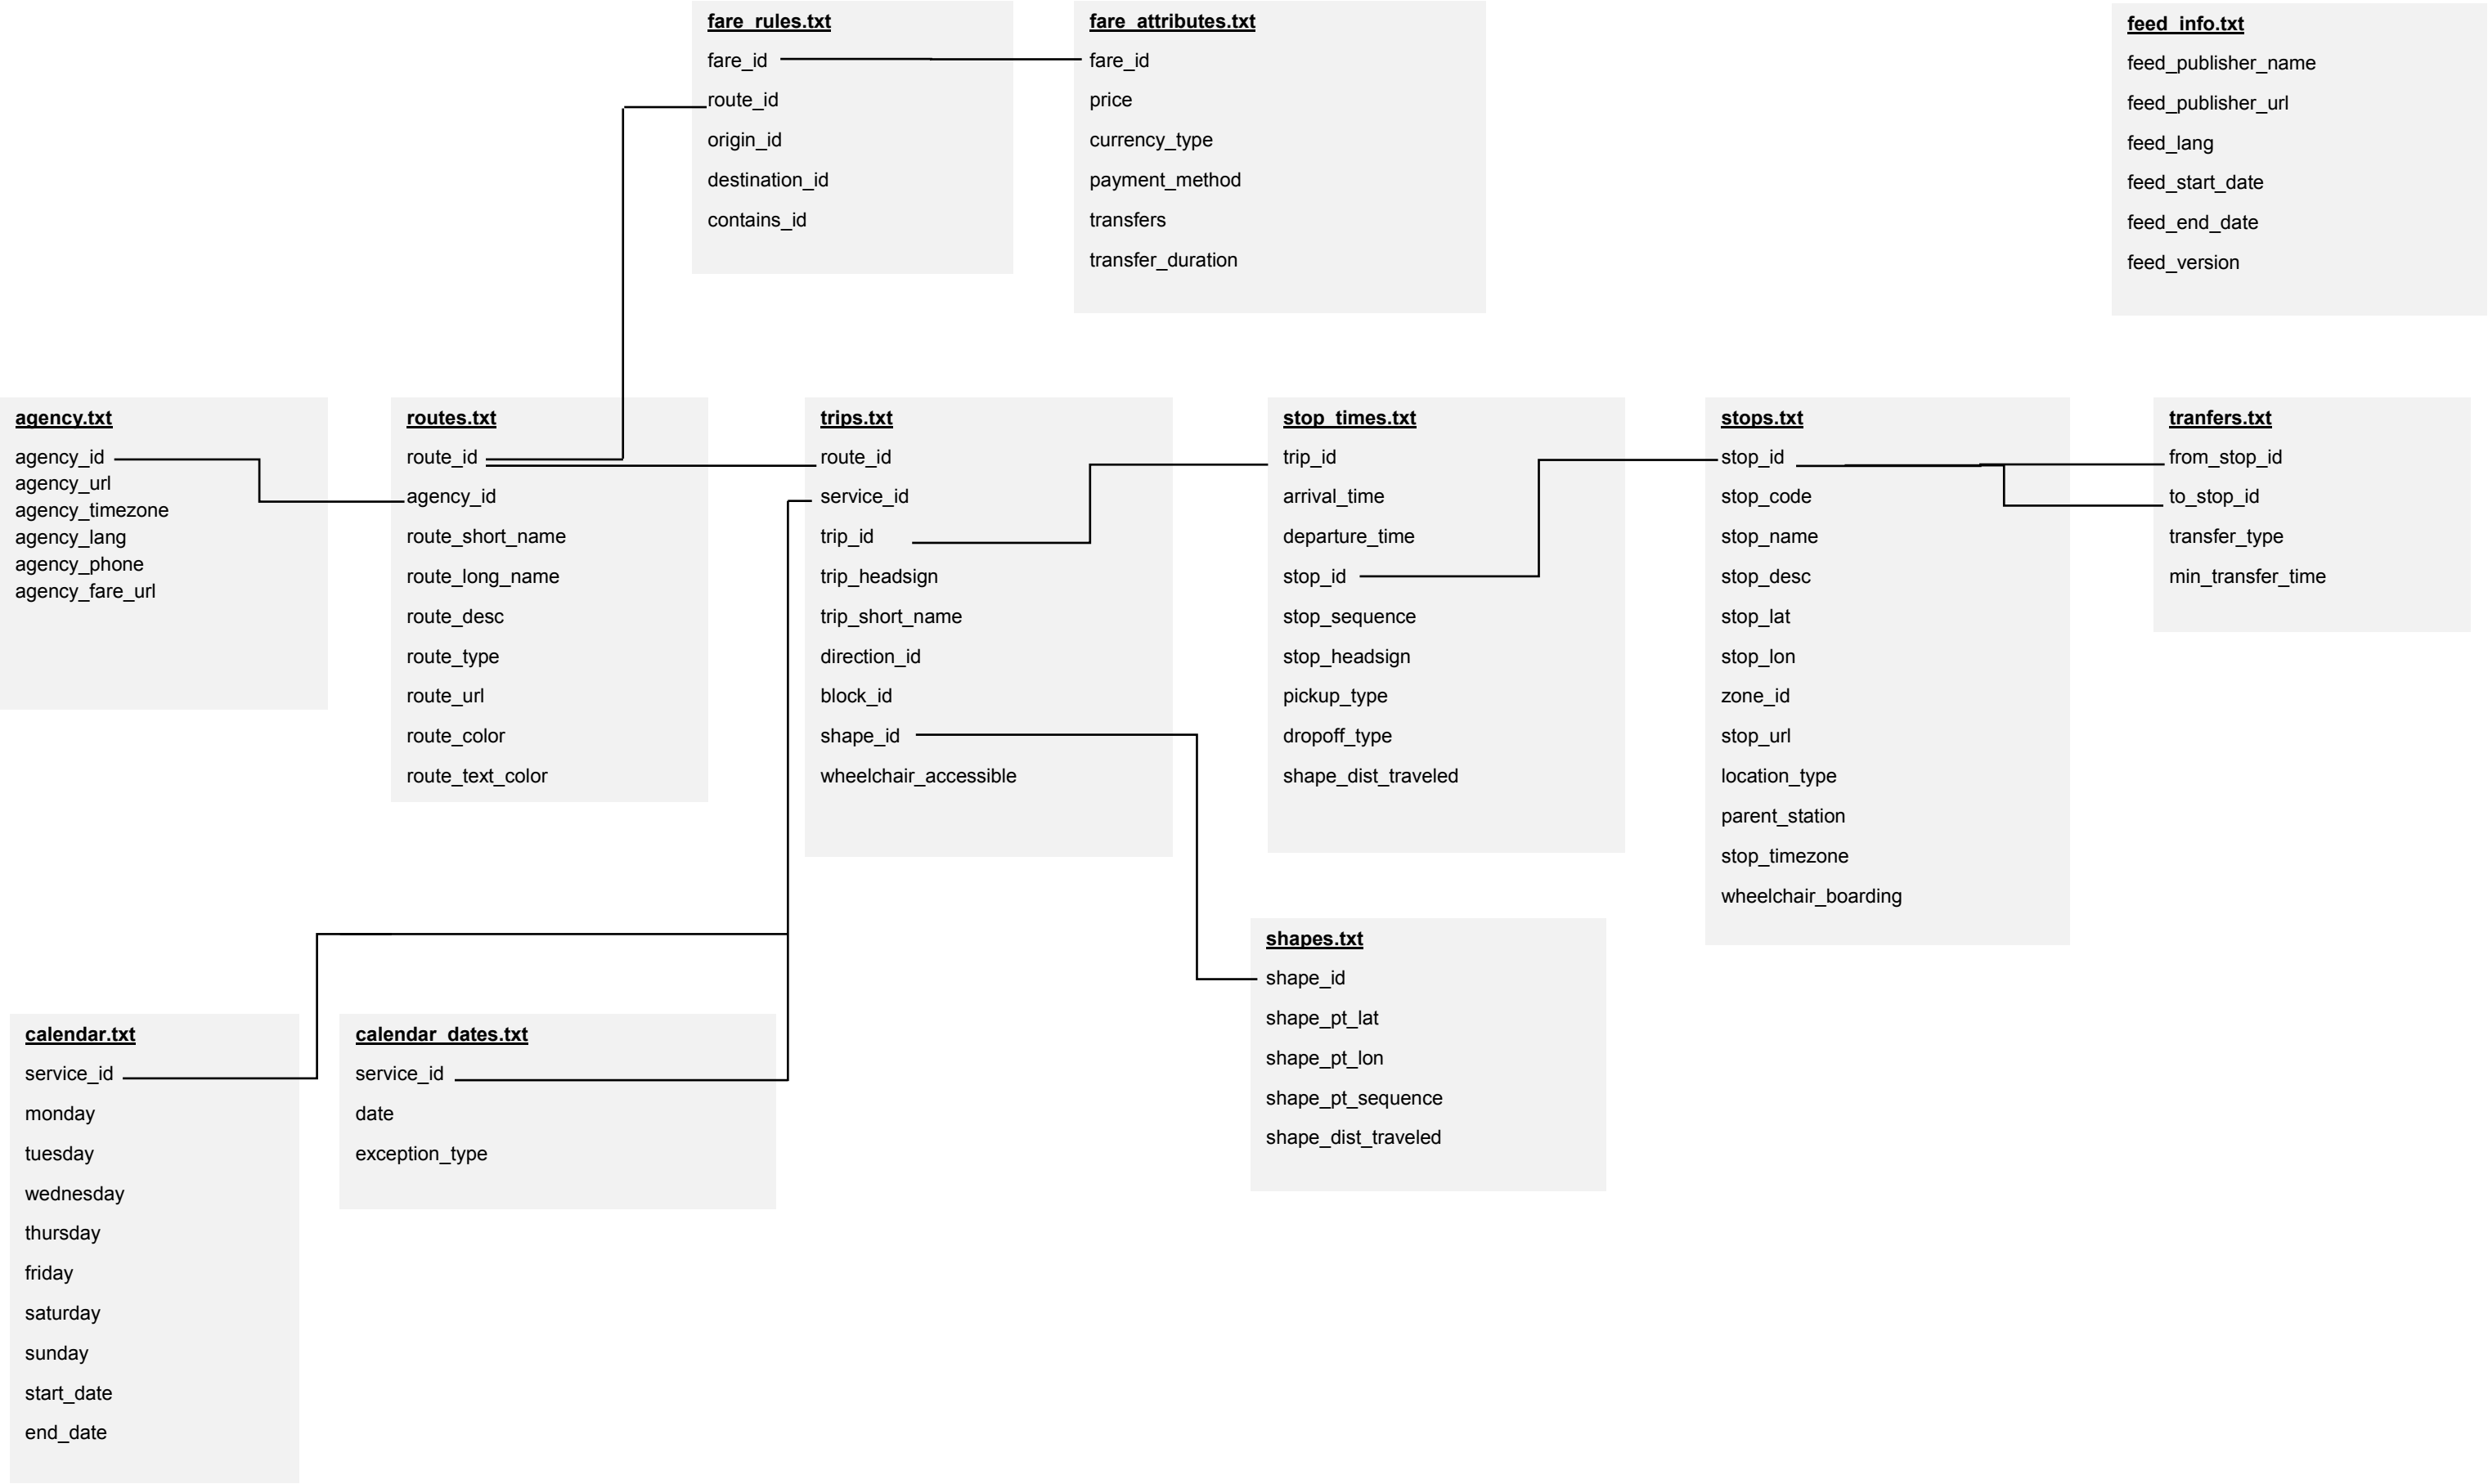 fare_rules.txt
fare_id
route_id
origin_id
destination_id
contains_id
fare_attributes.txt
fare_id
price
currency_type
payment_method
transfers
transfer_duration
feed_info.txt
feed_publisher_name
feed_publisher_url
feed_lang
feed_start_date
feed_end_date
feed_version
agency.txt
agency_id
agency_url
agency_timezone
agency_lang
agency_phone
agency_fare_url
routes.txt
route_id
agency_id
route_short_name
route_long_name
route_desc
route_type
route_url
route_color
route_text_color
trips.txt
route_id
service_id
trip_id
trip_headsign
trip_short_name
direction_id
block_id
shape_id
wheelchair_accessible
stop_times.txt
trip_id
arrival_time
departure_time
stop_id
stop_sequence
stop_headsign
pickup_type
dropoff_type
shape_dist_traveled
stops.txt
stop_id
stop_code
stop_name
stop_desc
stop_lat
stop_lon
zone_id
stop_url
location_type
parent_station
stop_timezone
wheelchair_boarding
tranfers.txt
from_stop_id
to_stop_id
transfer_type
min_transfer_time
calendar.txt
service_id
monday
tuesday
wednesday
thursday
friday
saturday
sunday
start_date
end_date
calendar_dates.txt
service_id
date
exception_type
shapes.txt
shape_id
shape_pt_lat
shape_pt_lon
shape_pt_sequence
shape_dist_traveled